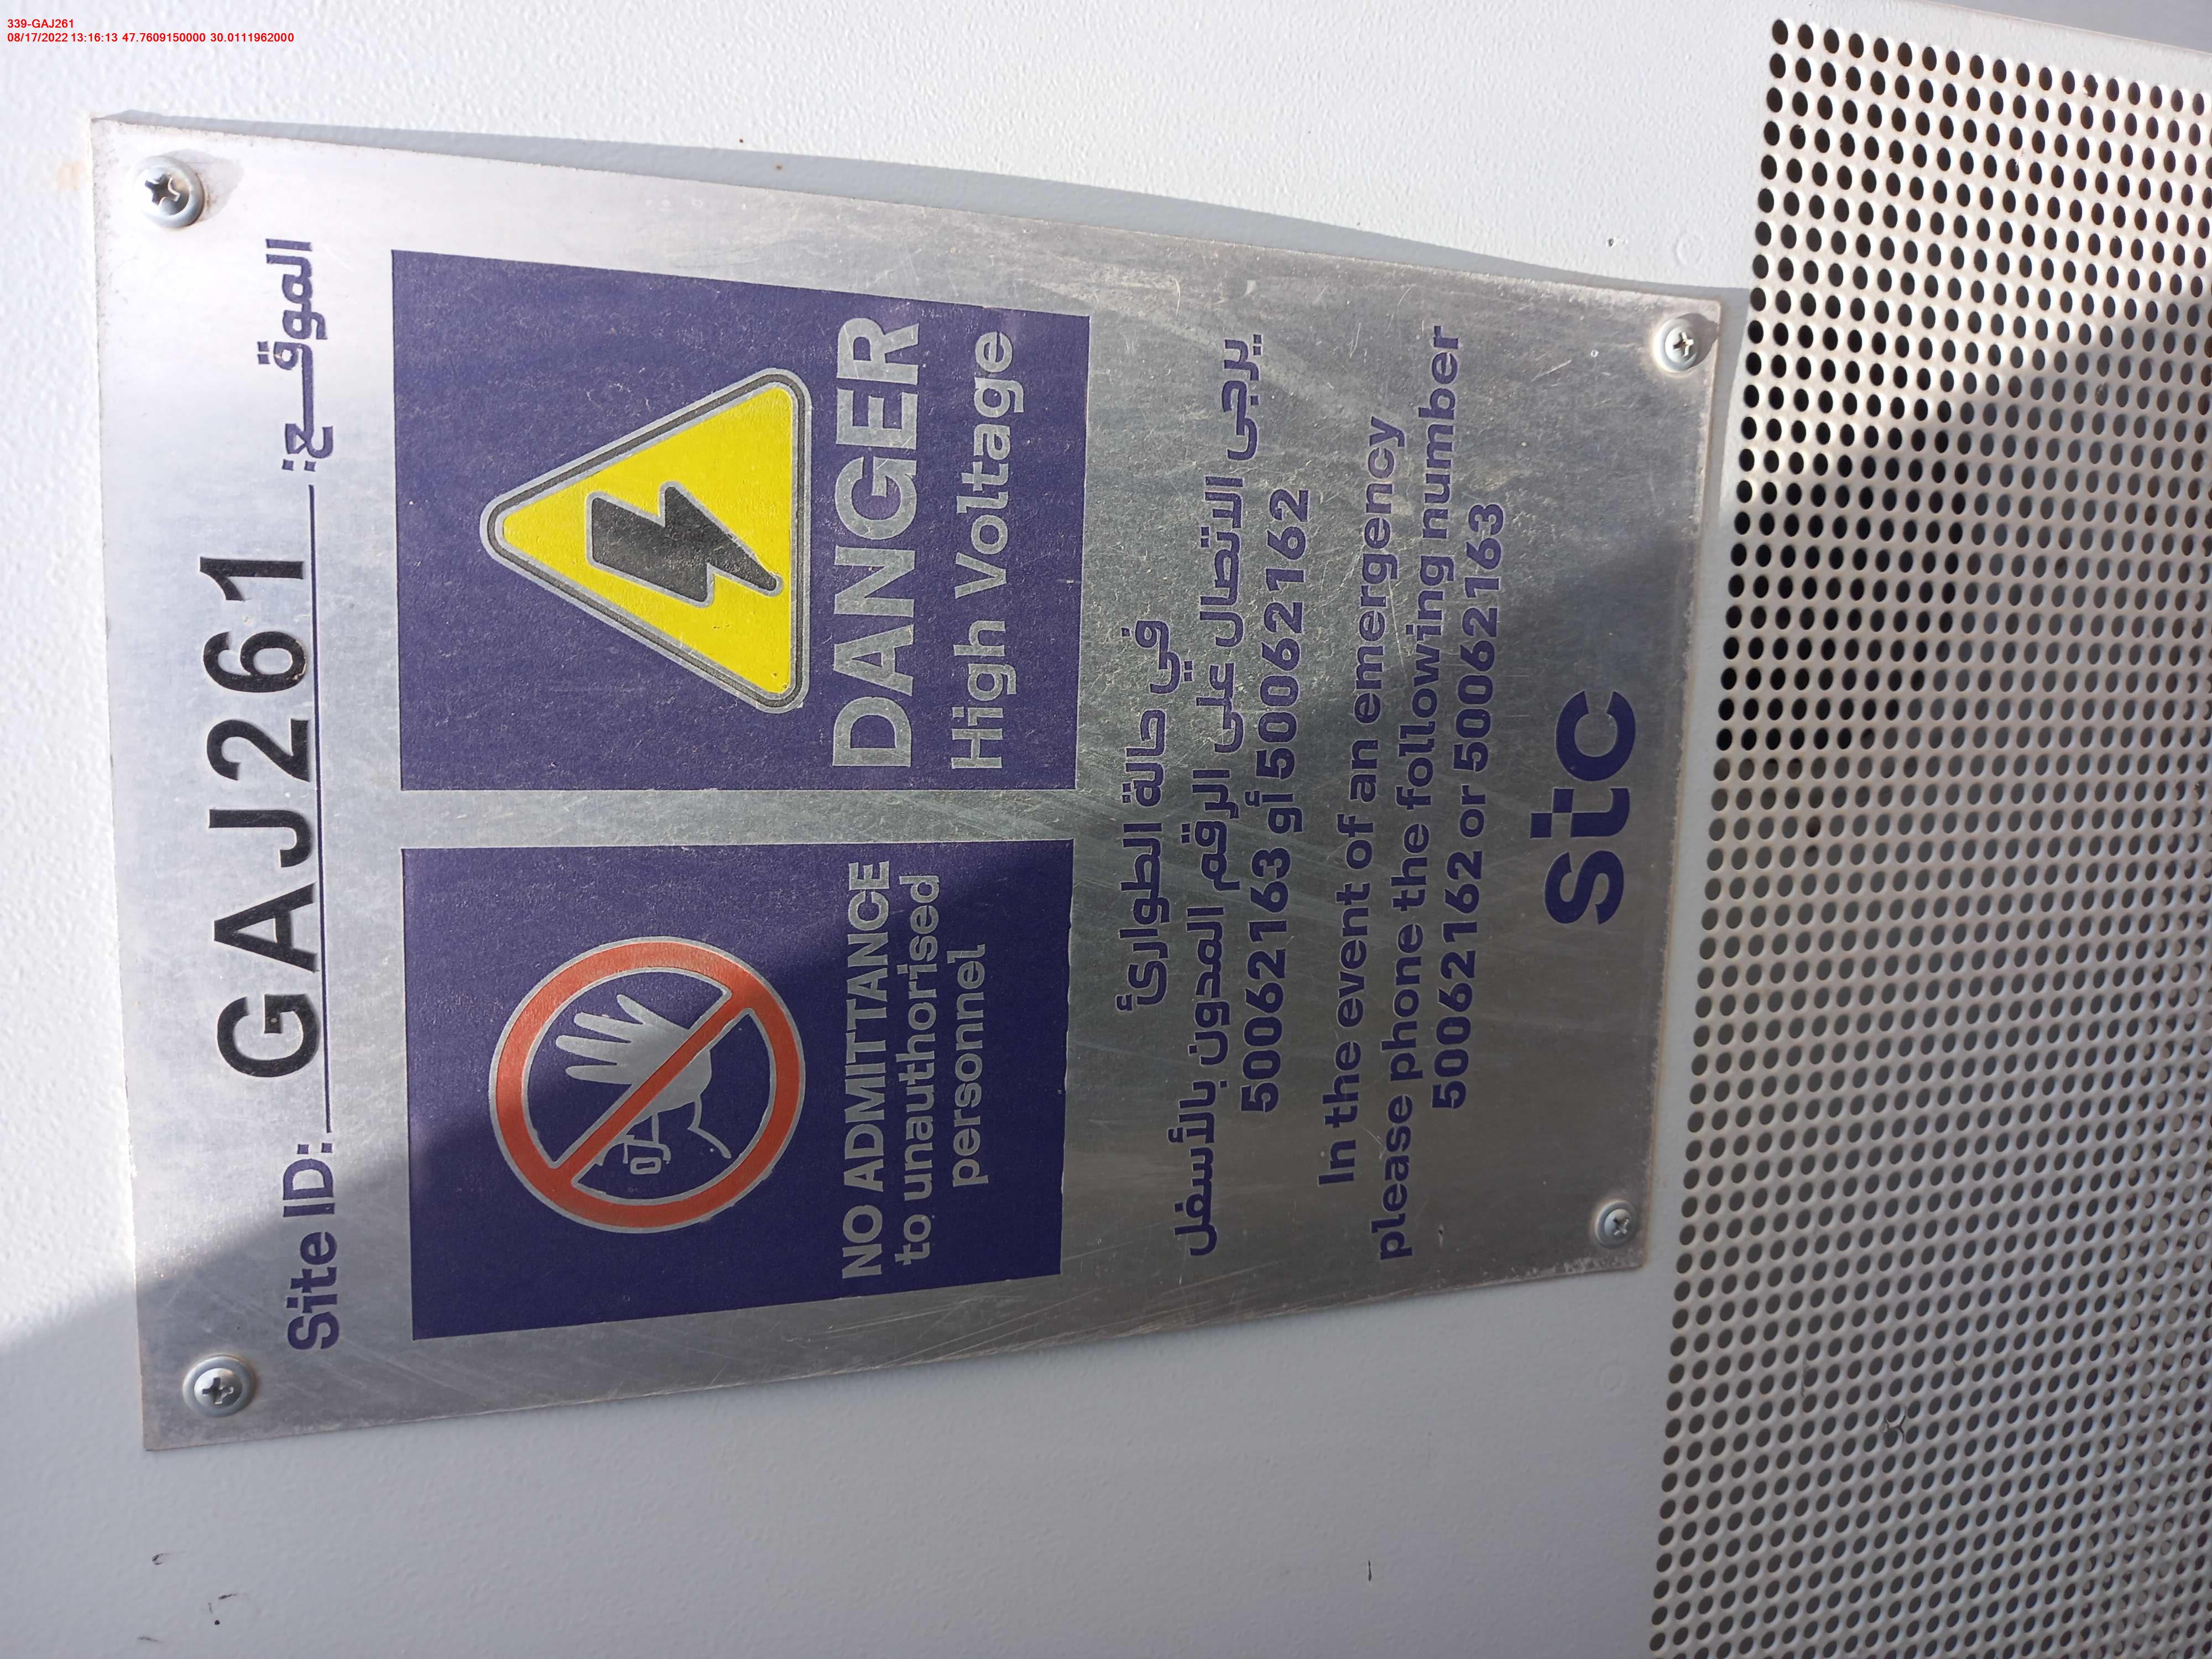 339-GAJ261
08/17/2022 13:16:13 47.7609150000 30.0111962000
Site ID: GAJ261 الموقع:
NO ADMITTANCE
to unauthorised
personnel
DANGER
High Voltage
في حالة الطوارئ
يرجى الاتصال على الرقم المدون بالأسفل
50062163 أو 50062162
In the event of an emergency
please phone the following number
50062162 or 50062163
stc